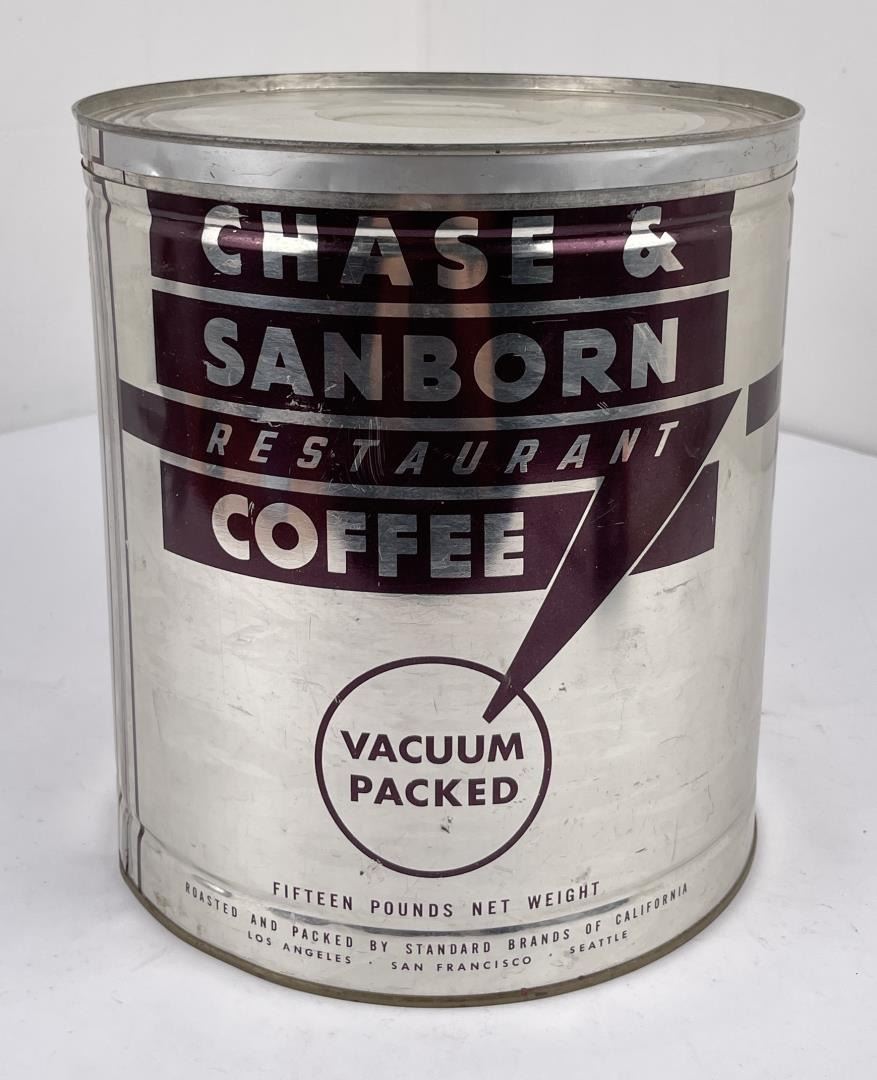 CHASE &
SANBORN
RESTAURANT
COFFEE
VACUUM
PACKED
FIFTEEN POUNDS NET WEIGHT
ROASTED AND PACKED BY STANDARD BRANDS OF CALIFORNIA
LOS ANGELES · SAN FRANCISCO · SEATTLE